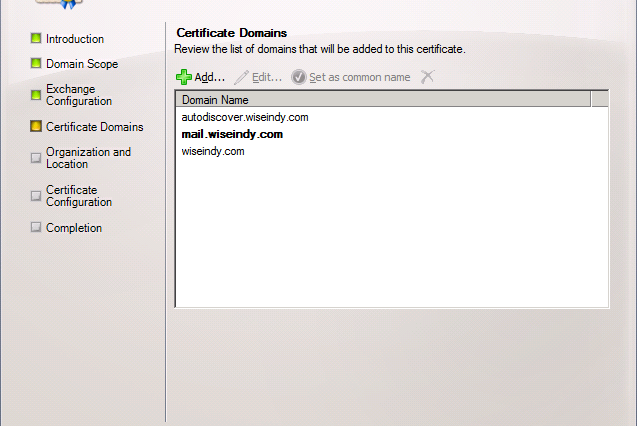 Introduction
Domain Scope
Exchange
Configuration
Certificate Domains
Organization and
Location
Certificate
Configuration
Completion
Certificate Domains
Review the list of domains that will be added to this certificate.
Add... Edit... Set as common name
Domain Name
autodiscover.wiseindy.com
mail.wiseindy.com
wiseindy.com